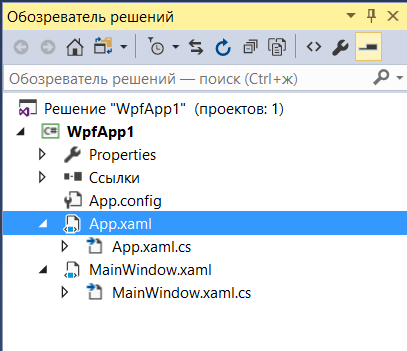 Обозреватель решений
Обозреватель решений — поиск (Ctrl+ж)
Решение "WpfApp1" (проектов: 1)
C# WpfApp1
Properties
Ссылки
App.config
App.xaml
App.xaml.cs
MainWindow.xaml
MainWindow.xaml.cs